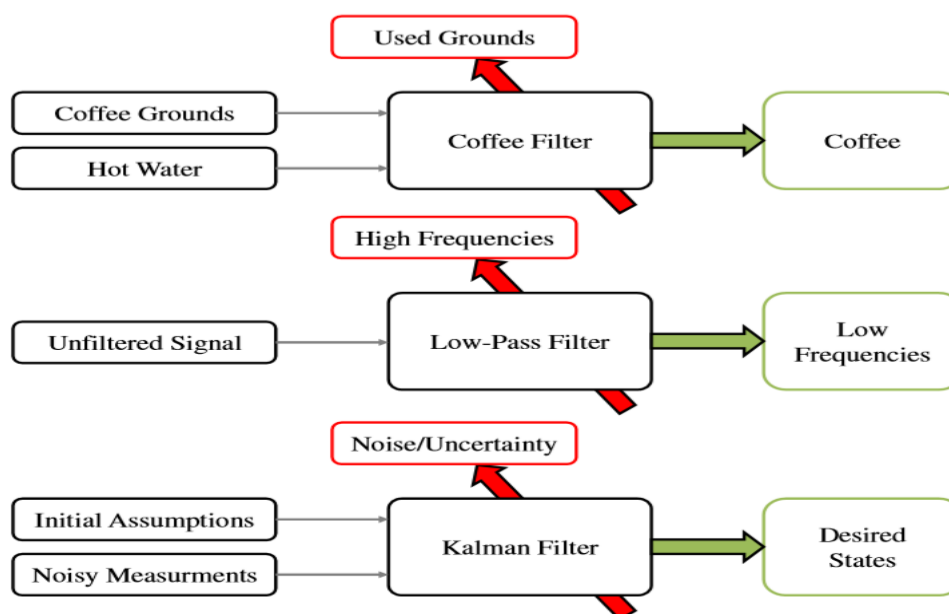 Used Grounds
Coffee Grounds
Hot Water
Coffee Filter
Coffee
High Frequencies
Unfiltered Signal
Low-Pass Filter
Low
Frequencies
Noise/Uncertainty
Initial Assumptions
Noisy Measurments
Kalman Filter
Desired
States